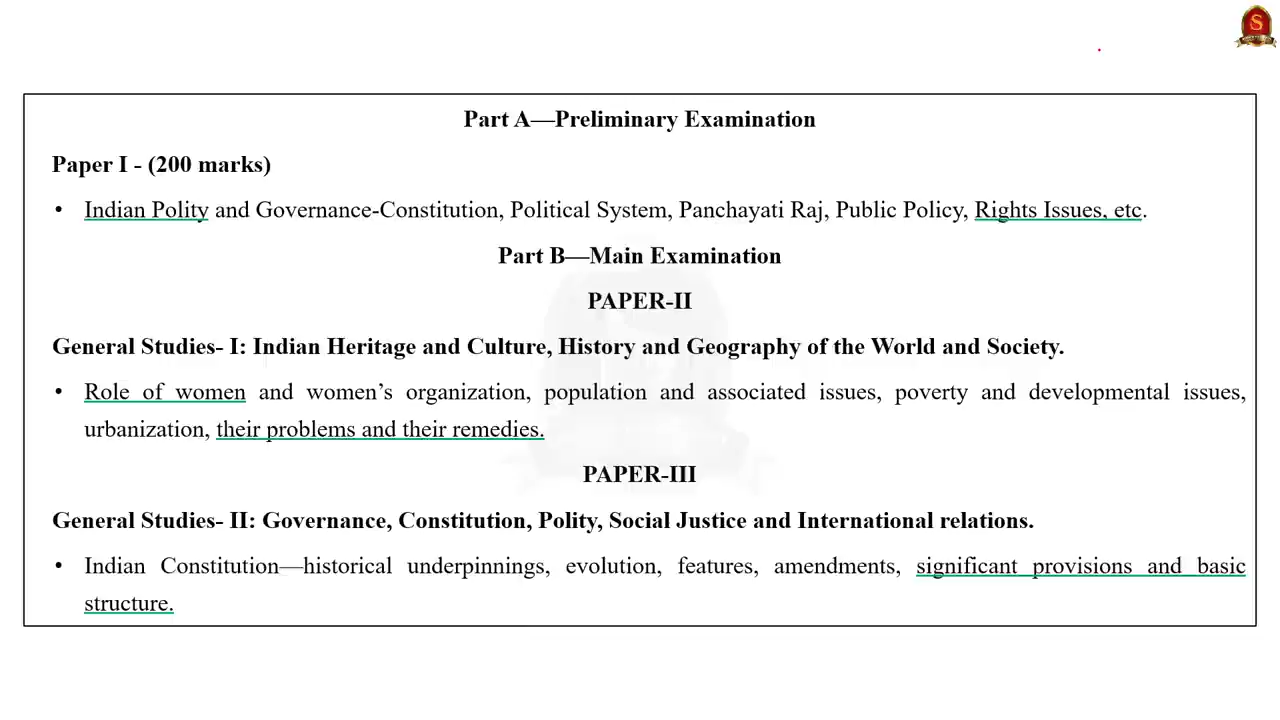 S
Part A—Preliminary Examination
Paper I - (200 marks)
• Indian Polity and Governance-Constitution, Political System, Panchayati Raj, Public Policy, Rights Issues, etc.
Part B—Main Examination
PAPER-II
General Studies- I: Indian Heritage and Culture, History and Geography of the World and Society.
• Role of women and women’s organization, population and associated issues, poverty and developmental issues,
urbanization, their problems and their remedies.
PAPER-III
General Studies- II: Governance, Constitution, Polity, Social Justice and International relations.
• Indian Constitution—historical underpinnings, evolution, features, amendments, significant provisions and basic
structure.